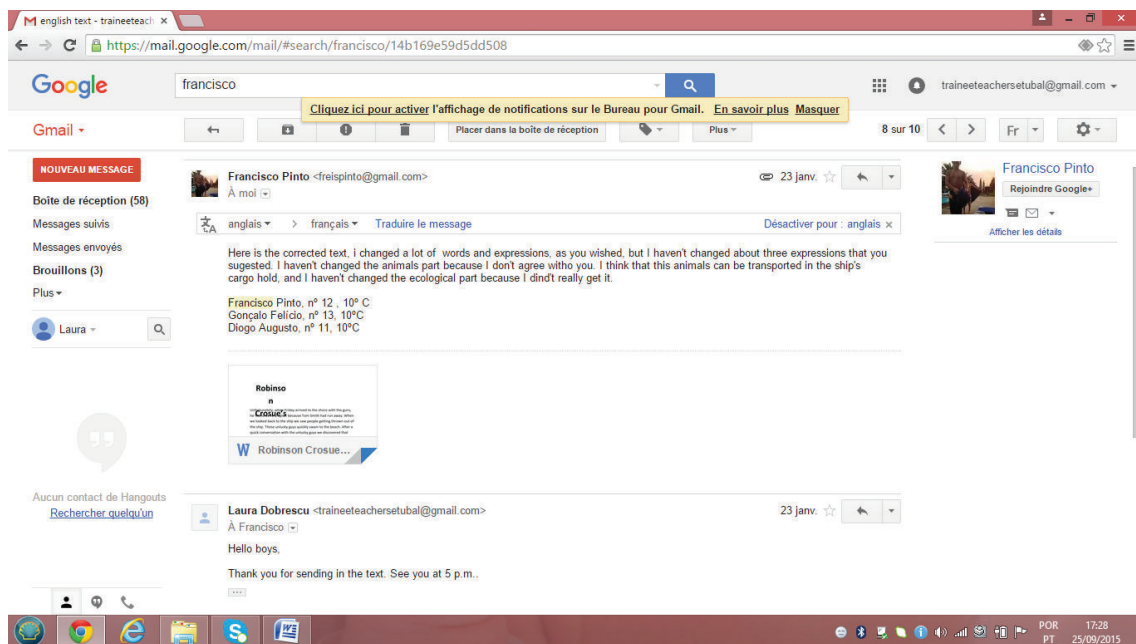 english text - traineeteach
https://mail.google.com/mail/#search/francisco/14b169e59d5dd508
Google
francisco
traineeteachersetubal@gmail.com
Cliquez ici pour activer l'affichage de notifications sur le Bureau pour Gmail. En savoir plus Masquer
Gmail
Placer dans la boîte de réception
Plus
8 sur 10
Fr
NOUVEAU MESSAGE
Boîte de réception (58)
Messages suivis
Messages envoyés
Brouillons (3)
Plus
Laura
Aucun contact de Hangouts
Rechercher quelqu'un
Francisco Pinto <freispinto@gmail.com>
23 janv.
À moi
anglais > français Traduire le message
Désactiver pour : anglais
Here is the corrected text, i changed a lot of words and expressions, as you wished, but I haven't changed about three expressions that you
sugested. I haven't changed the animals part because I don't agree witho you. I think that this animals can be transported in the ship's
cargo hold, and I haven't changed the ecological part because I dind't really get it.
Francisco Pinto, nº 12 , 10º C
Gonçalo Felício, nº 13, 10ºC
Diogo Augusto, nº 11, 10ºC
Robinso
n
Crosue's
W Robinson Crosue...
Laura Dobrescu <traineeteachersetubal@gmail.com>
23 janv.
À Francisco
Hello boys,
Thank you for sending in the text. See you at 5 p.m..
Francisco Pinto
Rejoindre Google+
Afficher les détails
POR
PT
17:28
25/09/2015